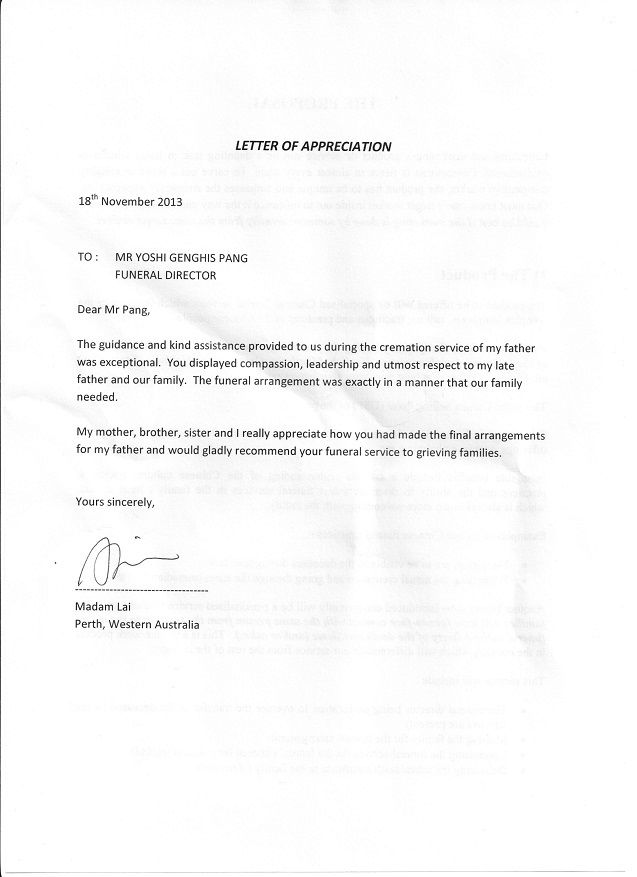 LETTER OF APPRECIATION
18th November 2013
TO : MR YOSHI GENGHIS PANG
FUNERAL DIRECTOR
Dear Mr Pang,
The guidance and kind assistance provided to us during the cremation service of my father
was exceptional. You displayed compassion, leadership and utmost respect to my late
father and our family. The funeral arrangement was exactly in a manner that our family
needed.
My mother, brother, sister and I really appreciate how you had made the final arrangements
for my father and would gladly recommend your funeral service to grieving families.
Yours sincerely,
Madam Lai
Perth, Western Australia